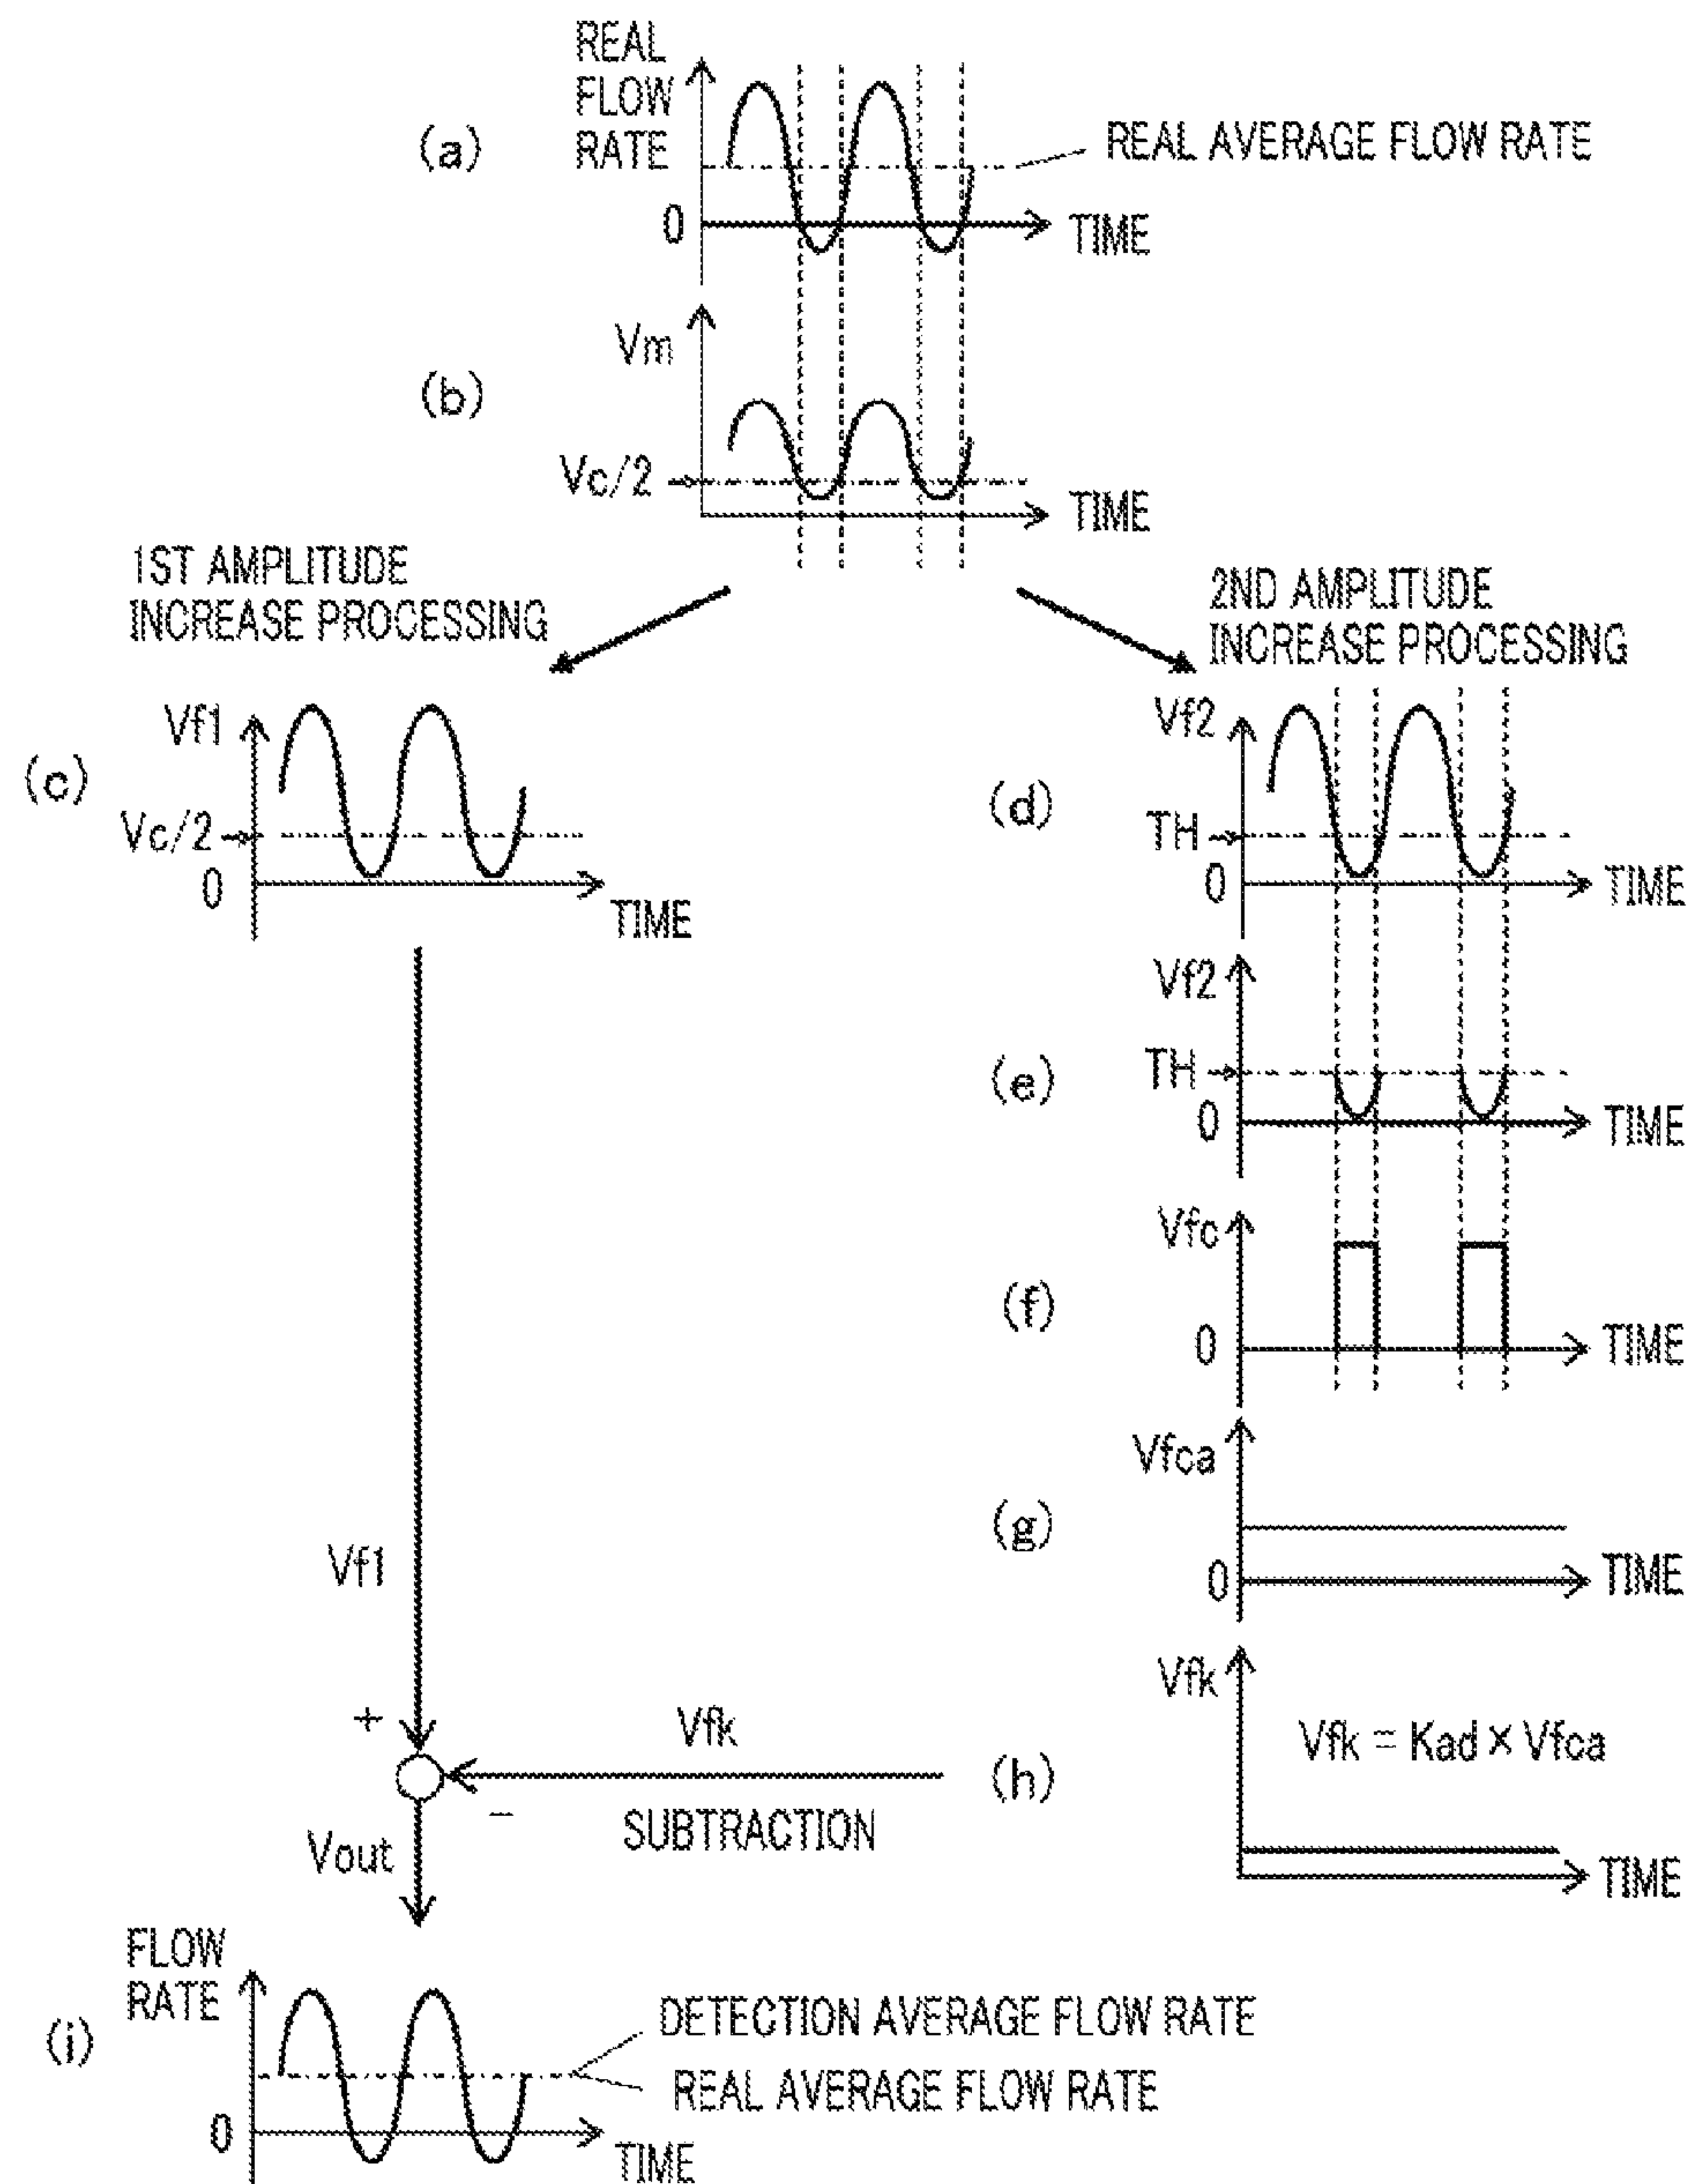 REAL
FLOW
RATE
(a)
REAL AVERAGE FLOW RATE
0
TIME
Vm
(b)
Vc/2
TIME
1ST AMPLITUDE
INCREASE PROCESSING
2ND AMPLITUDE
INCREASE PROCESSING
Vf1
(c)
Vc/2
0
TIME
Vf2
(d)
TH
0
TIME
Vf2
(e)
TH
0
TIME
Vfc
(f)
0
TIME
Vfca
(g)
0
TIME
Vf1
+
Vfk
−
SUBTRACTION
(h)
Vfk
Vfk = Kad × Vfca
TIME
Vout
FLOW
RATE
(i)
DETECTION AVERAGE FLOW RATE
REAL AVERAGE FLOW RATE
0
TIME